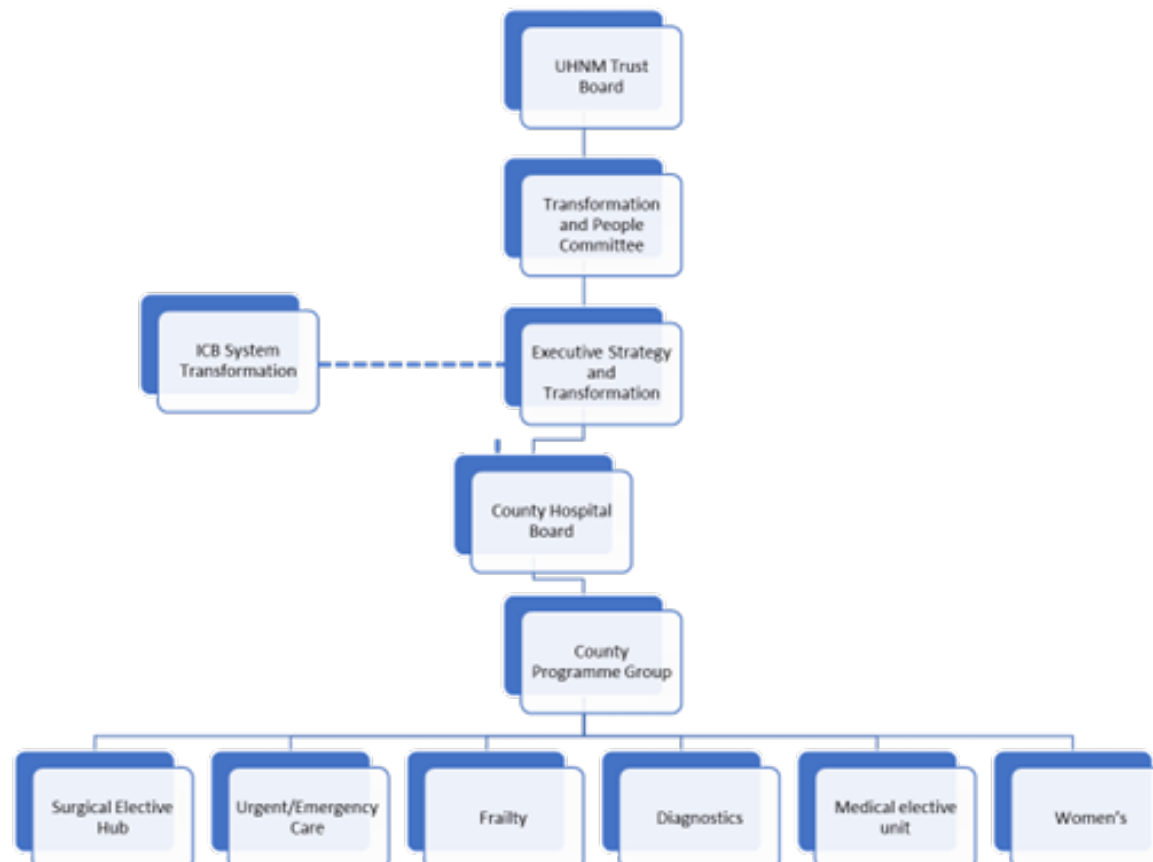 UHNM Trust
Board
Transformation
and People
Committee
ICB System
Transformation
Executive Strategy
and
Transformation
County Hospital
Board
County
Programme Group
Surgical Elective
Hub
Urgent/Emergency
Care
Frailty
Diagnostics
Medical elective
unit
Women's